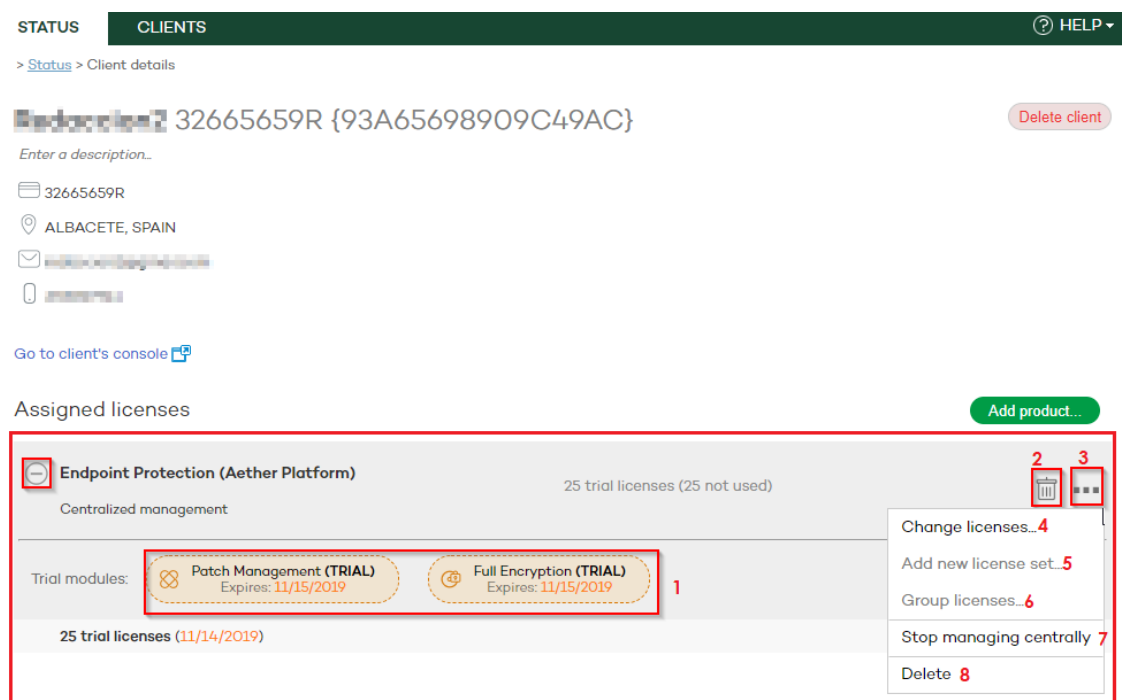 STATUS CLIENTS HELP
> Status > Client details
32665659R {93A65698909C49AC} Delete client
Enter a description...
32665659R
ALBACETE, SPAIN
Go to client's console
Assigned licenses Add product...
Endpoint Protection (Aether Platform) 25 trial licenses (25 not used) 2 3
Centralized management
Change licenses...4
Trial modules: Patch Management (TRIAL) Full Encryption (TRIAL) Add new license set...5
Expires: 11/15/2019 Expires: 11/15/2019 1
Group licenses...6
25 trial licenses (11/14/2019) Stop managing centrally 7
Delete 8